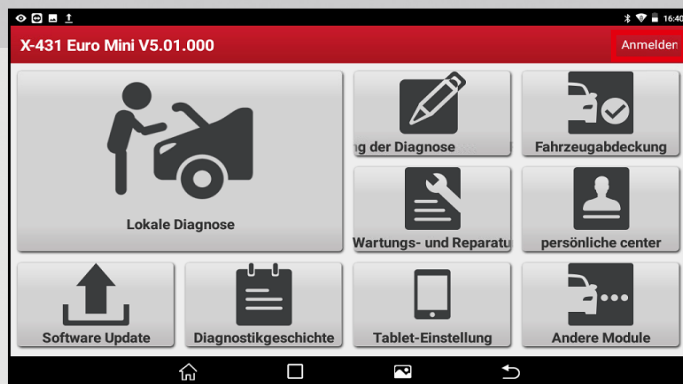 16:40
X-431 Euro Mini V5.01.000
Anmelden
ng der Diagnose
Fahrzeugabdeckung
Lokale Diagnose
Wartungs- und Reparatu
persönliche center
Software Update
Diagnostikgeschichte
Tablet-Einstellung
Andere Module